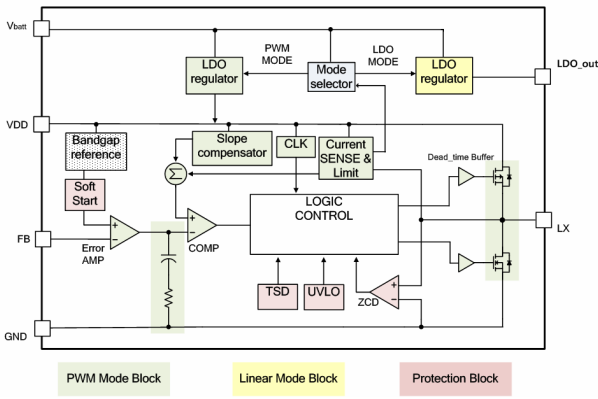 Vbatt
PWM
MODE
LDO
MODE
LDO
regulator
Mode
selector
LDO
regulator
LDO_out
VDD
Bandgap
reference
Slope
compensator
CLK
Current
SENSE &
Limit
Dead_time Buffer
Soft
Start
Σ
LOGIC
CONTROL
+
−
+
−
FB
Error
AMP
COMP
LX
TSD
UVLO
ZCD
+
−
GND
PWM Mode Block
Linear Mode Block
Protection Block